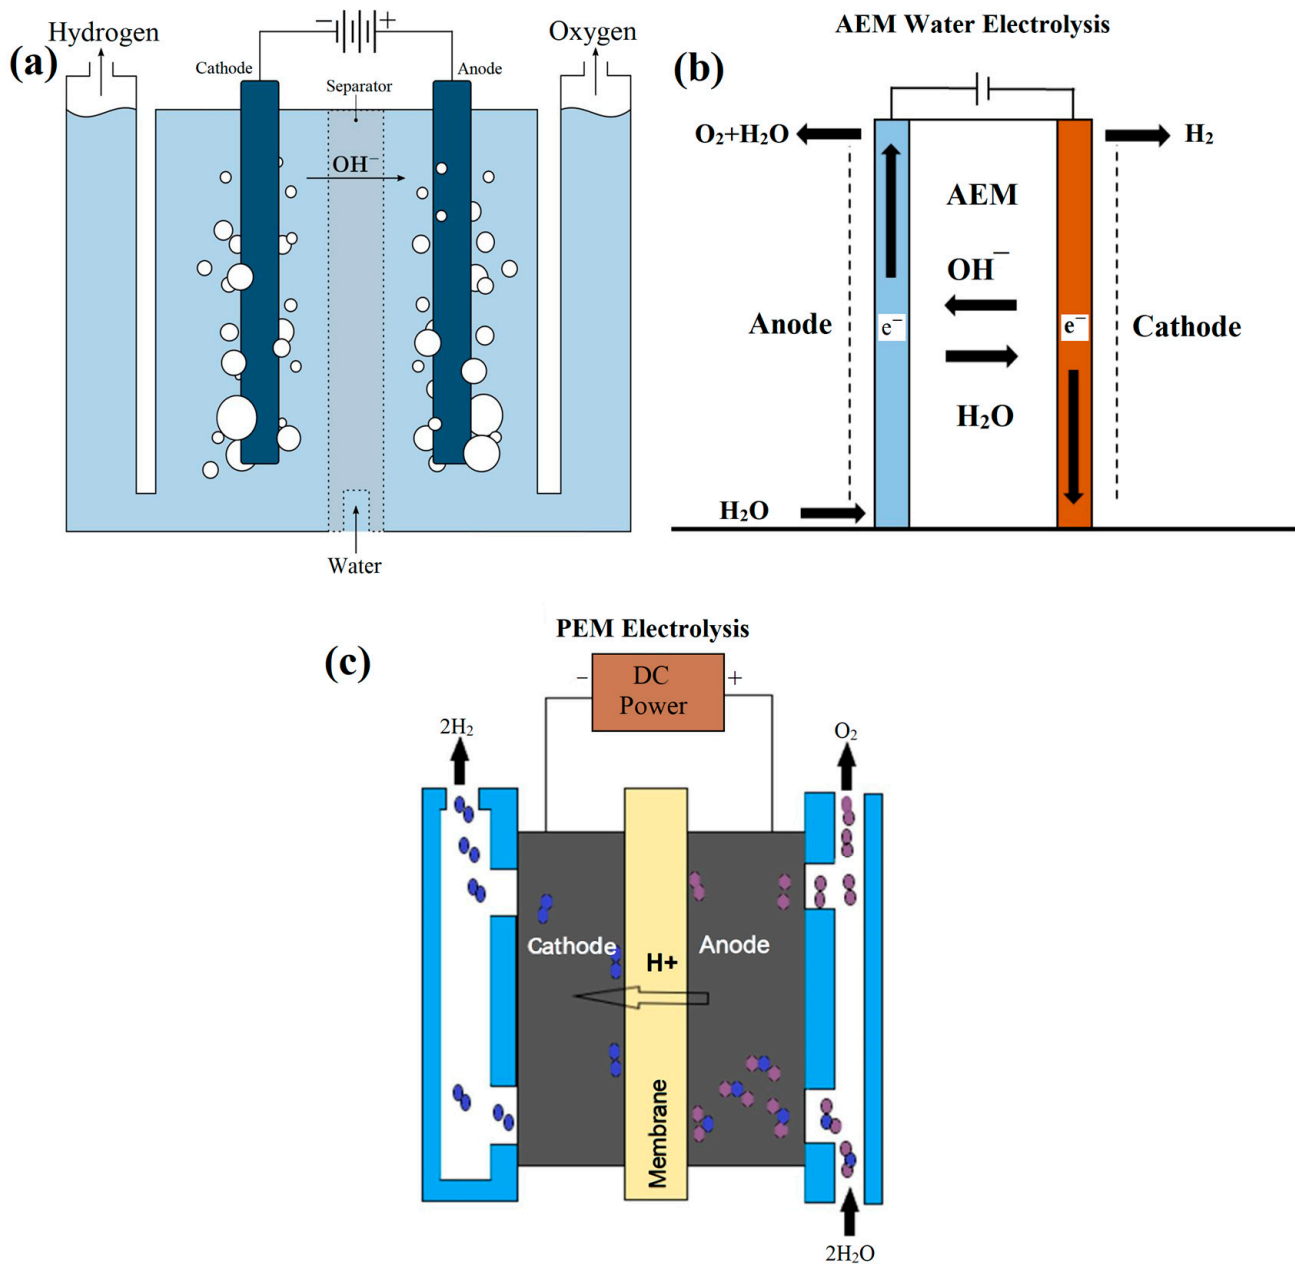 (a)
Hydrogen
− +
Oxygen
Cathode
Separator
Anode
OH⁻
Water
AEM Water Electrolysis
(b)
O₂+H₂O
H₂
AEM
OH⁻
Anode
e⁻
e⁻
Cathode
H₂O
H₂O
PEM Electrolysis
(c)
− DC +
Power
2H₂
O₂
Cathode
Anode
H+
Membrane
2H₂O